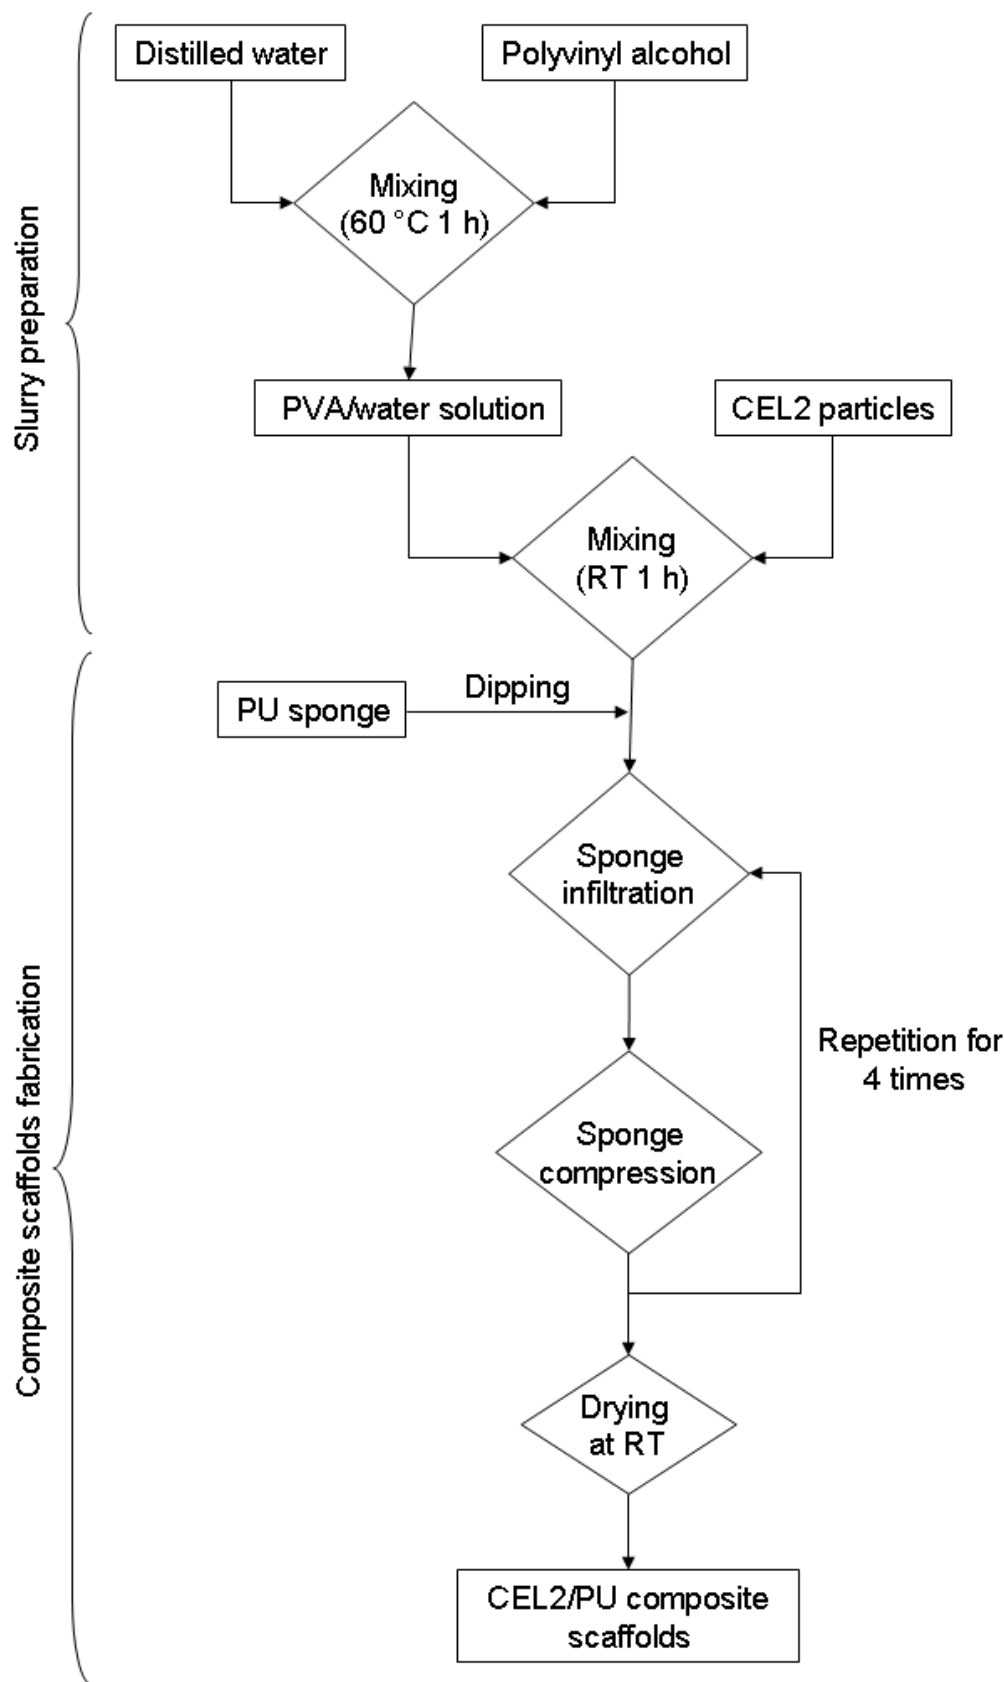 Distilled water
Polyvinyl alcohol
Mixing
(60 °C 1 h)
Slurry preparation
PVA/water solution
CEL2 particles
Mixing
(RT 1 h)
PU sponge
Dipping
Sponge
infiltration
Composite scaffolds fabrication
Repetition for
4 times
Sponge
compression
Drying
at RT
CEL2/PU composite
scaffolds